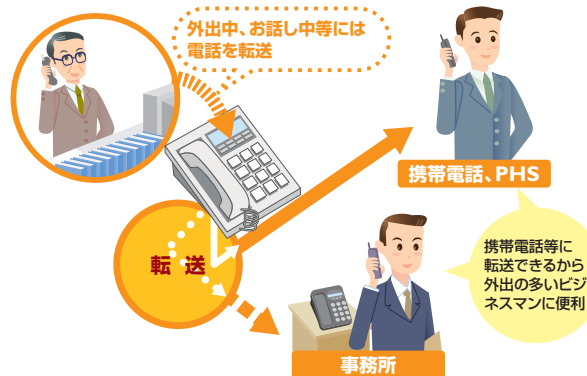 外出中、お話し中等には
電話を転送
携帯電話、PHS
転送
携帯電話等に
転送できるから
外出の多いビジ
ネスマンに便利
事務所